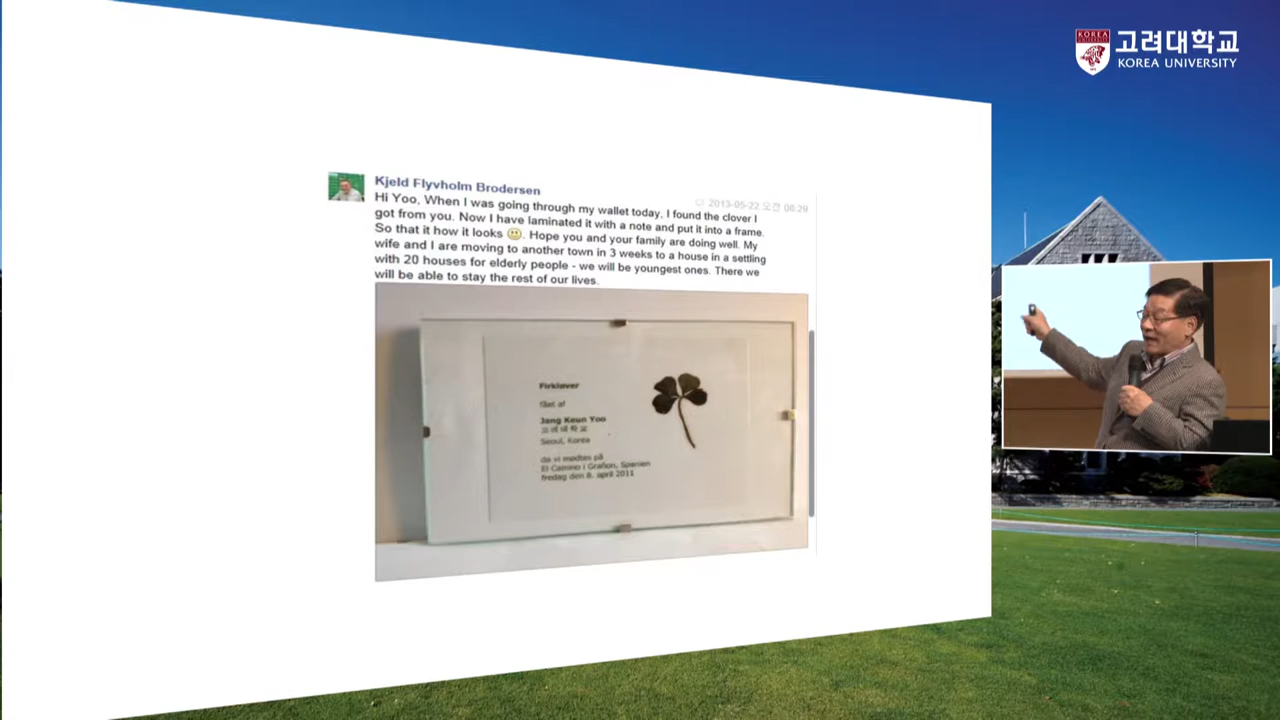 KOREA
고려대학교
KOREA UNIVERSITY
Kjeld Flyvholm Brodersen
2013-05-22 오전 08:29
Hi Yoo, When I was going through my wallet today, I found the clover I
got from you. Now I have laminated it with a note and put it into a frame.
So that it how it looks 🙂. Hope you and your family are doing well. My
wife and I are moving to another town in 3 weeks to a house in a settling
with 20 houses for elderly people - we will be youngest ones. There we
will be able to stay the rest of our lives.
Firkløver
fået af
Jang Keun Yoo
고려대학교
Seoul, Korea
da vi mødtes på
El Camino i Grañon, Spanien
fredag den 8. april 2011